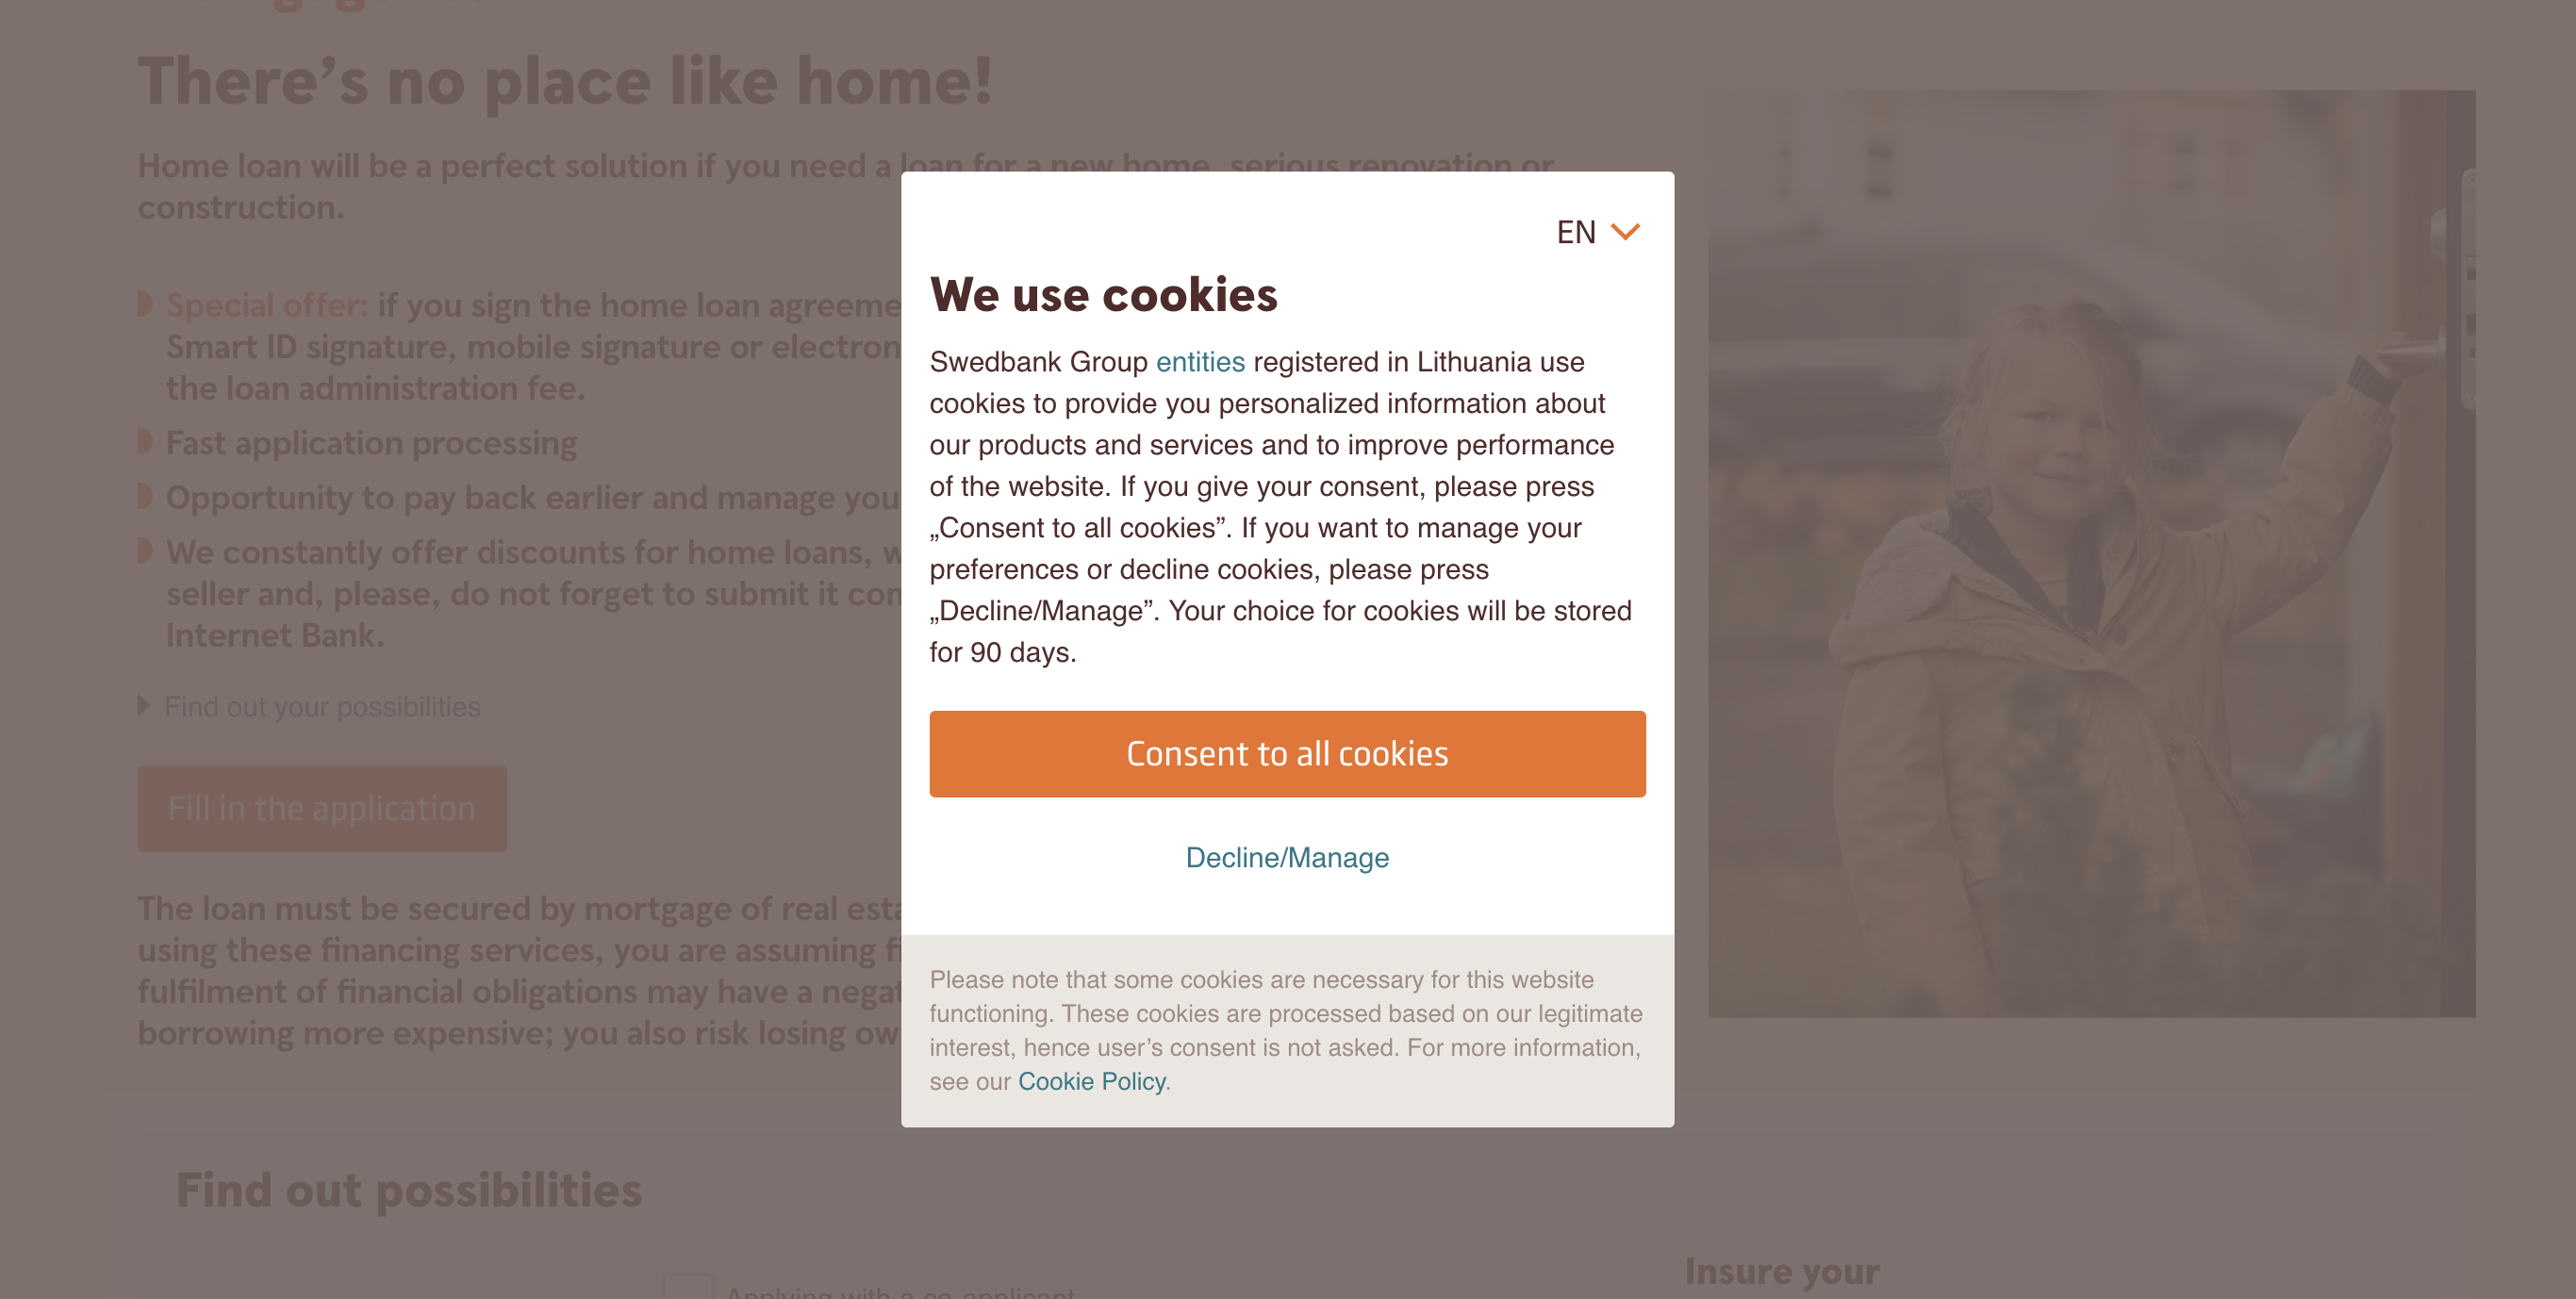 There’s no place like home!
Home loan will be a perfect solution if you need a loan for a new home, serious renovation or
construction.
Special offer: if you sign the home loan agreeme
Smart ID signature, mobile signature or electron
the loan administration fee.
Fast application processing
Opportunity to pay back earlier and manage you
We constantly offer discounts for home loans, w
seller and, please, do not forget to submit it con
Internet Bank.
Find out your possibilities
Fill in the application
The loan must be secured by mortgage of real esta
using these financing services, you are assuming fi
fulfilment of financial obligations may have a negat
borrowing more expensive; you also risk losing ow
EN
We use cookies
Swedbank Group entities registered in Lithuania use
cookies to provide you personalized information about
our products and services and to improve performance
of the website. If you give your consent, please press
„Consent to all cookies”. If you want to manage your
preferences or decline cookies, please press
„Decline/Manage”. Your choice for cookies will be stored
for 90 days.
Consent to all cookies
Decline/Manage
Please note that some cookies are necessary for this website
functioning. These cookies are processed based on our legitimate
interest, hence user’s consent is not asked. For more information,
see our Cookie Policy.
Find out possibilities
Applying with a co-applicant
Insure your